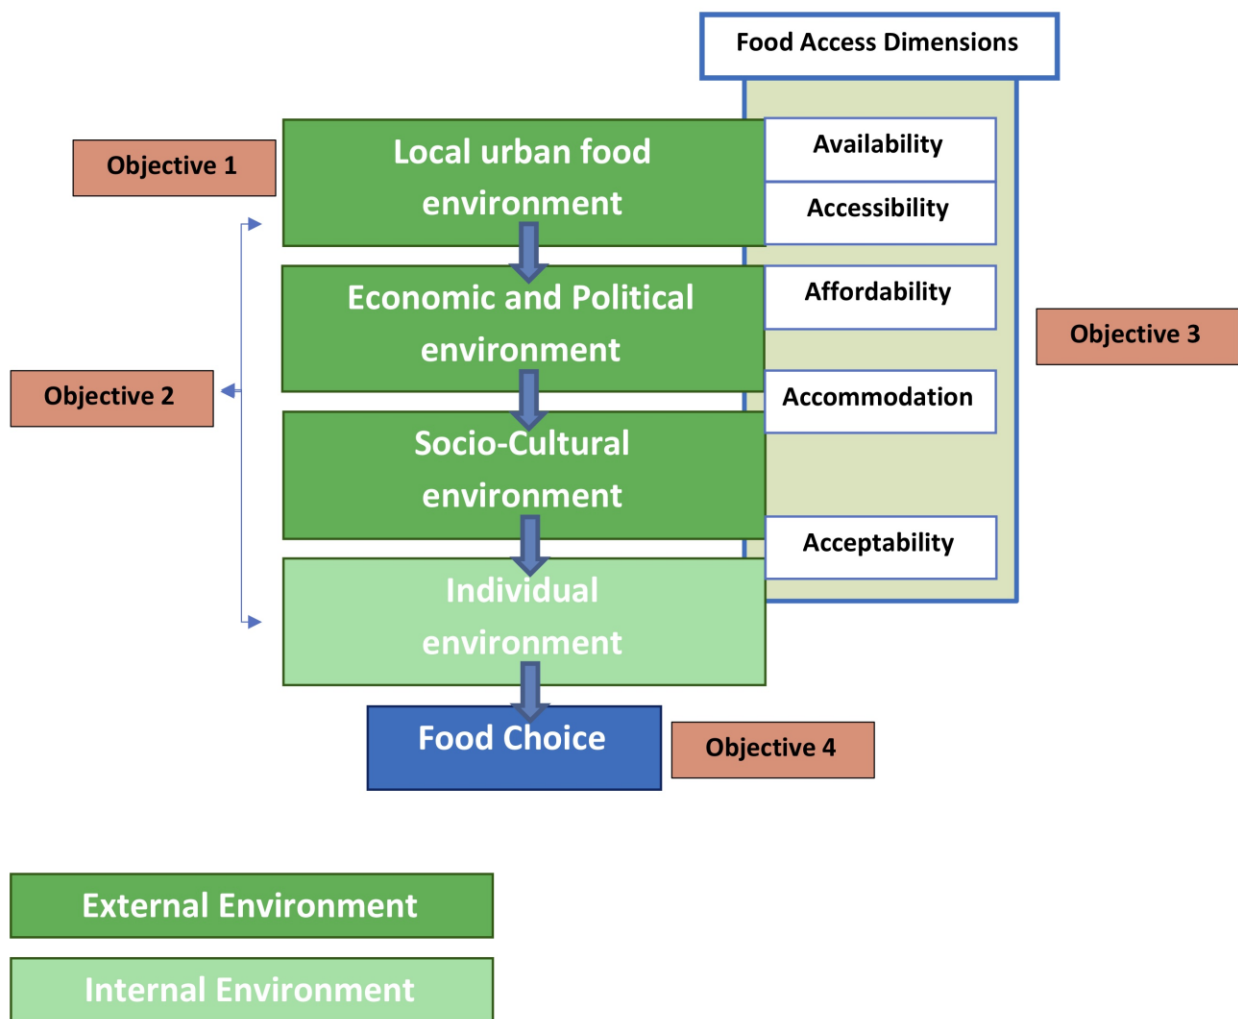 Food Access Dimensions
Objective 1
Local urban food
environment
Availability
Accessibility
Economic and Political
environment
Affordability
Objective 3
Objective 2
Accommodation
Socio-Cultural
environment
Acceptability
Individual
environment
Food Choice
Objective 4
External Environment
Internal Environment